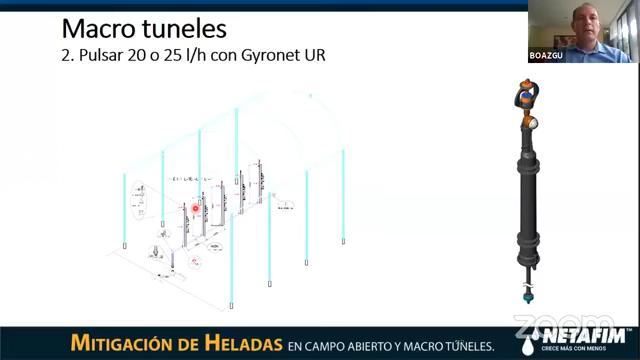 Macro tuneles
2. Pulsar 20 o 25 l/h con Gyronet UR
BOAZGU
zoom
MITIGACIÓN DE HELADAS EN CAMPO ABIERTO Y MACRO TÚNELES.
NETAFIM™
CRECE MÁS CON MENOS